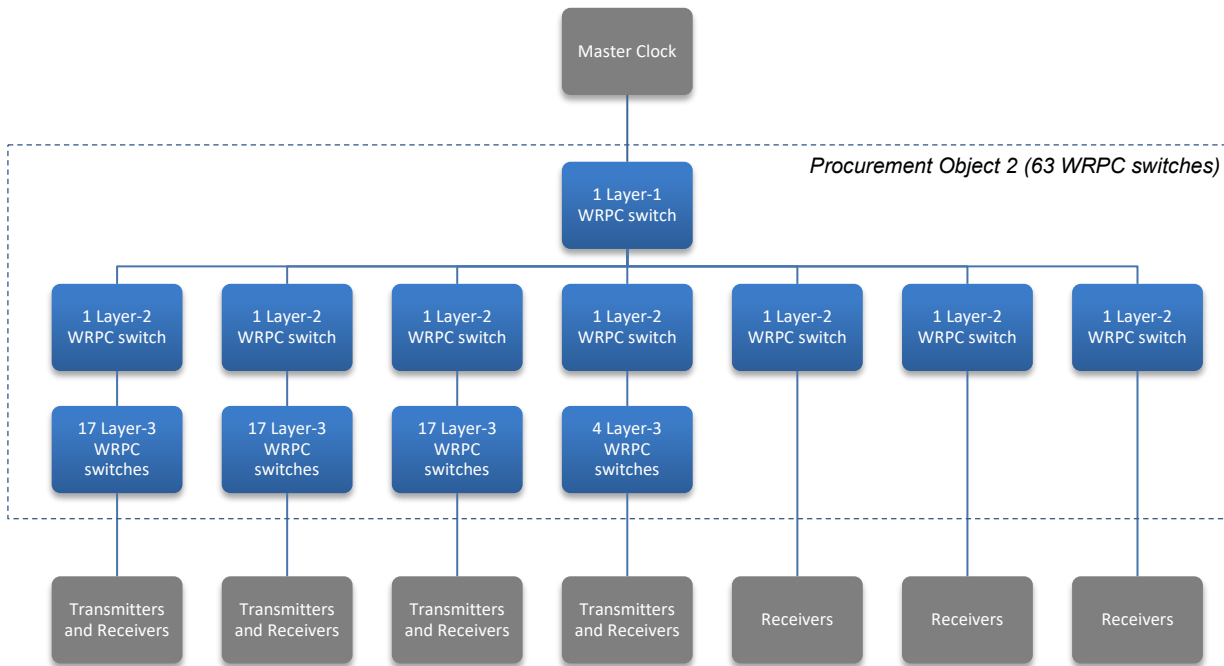 Master Clock
Procurement Object 2 (63 WRPC switches)
1 Layer-1
WRPC switch
1 Layer-2
WRPC switch
1 Layer-2
WRPC switch
1 Layer-2
WRPC switch
1 Layer-2
WRPC switch
1 Layer-2
WRPC switch
1 Layer-2
WRPC switch
1 Layer-2
WRPC switch
17 Layer-3
WRPC
switches
17 Layer-3
WRPC
switches
17 Layer-3
WRPC
switches
4 Layer-3
WRPC
switches
Transmitters
and Receivers
Transmitters
and Receivers
Transmitters
and Receivers
Transmitters
and Receivers
Receivers
Receivers
Receivers